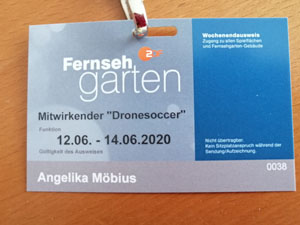 Fernseh ZDF
garten
Wochenendausweis
Zugang zu allen Spielflächen
und Fernsehgarten-Gebäude
Mitwirkender "Dronesoccer"
Funktion
12.06. - 14.06.2020
Gültigkeit des Ausweises
Nicht übertragbar.
Kein Sitzplatzanspruch während der
Sendung/Aufzeichnung.
Angelika Möbius
0038